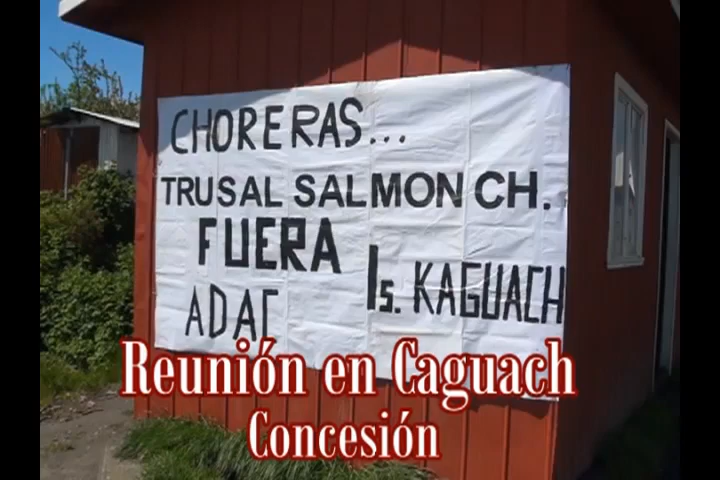 CHORERAS...
TRUSAL SALMON CH.
FUERA
Is. KAGUACH
ADAC
Reunión en Caguach
Concesión